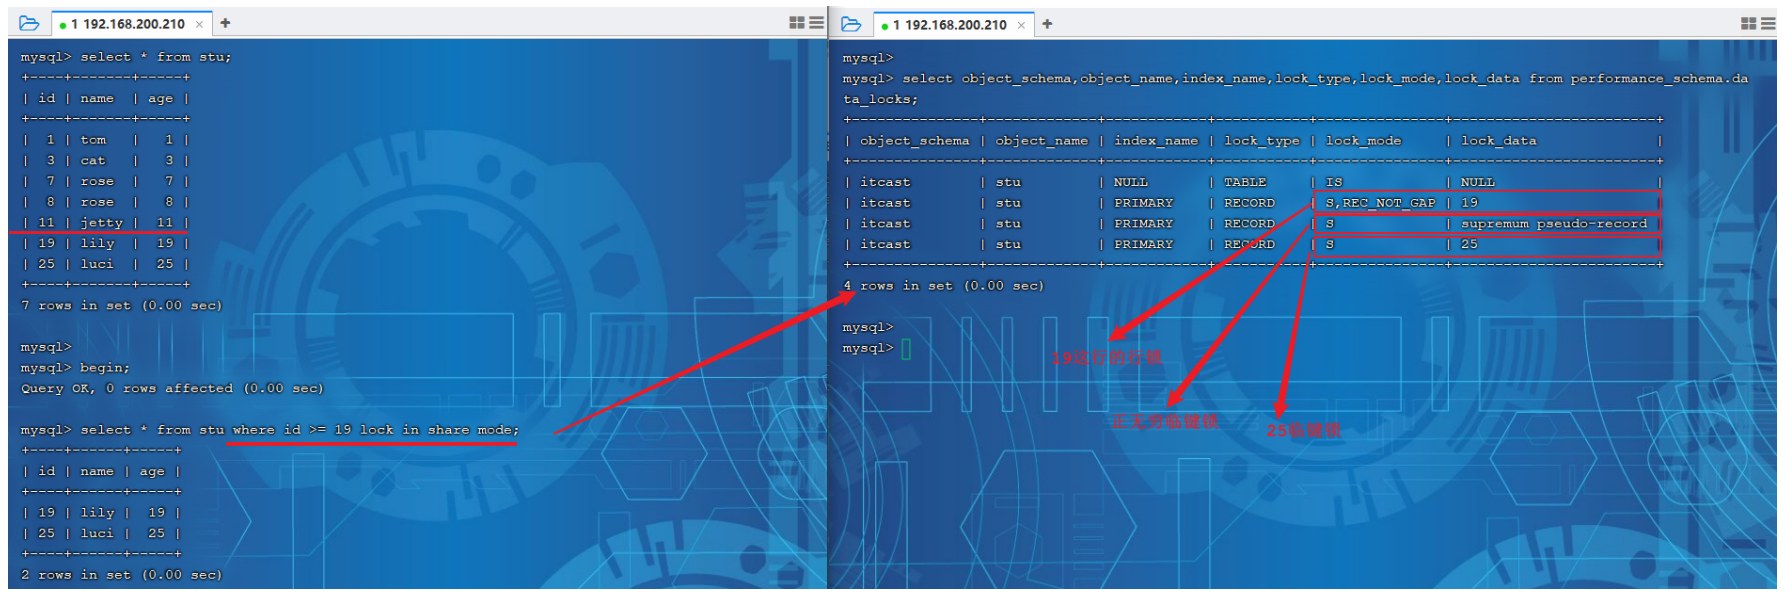 1 192.168.200.210 × +
mysql> select * from stu;
+----+-------+-----+
| id | name  | age |
+----+-------+-----+
|  1 | tom   |   1 |
|  3 | cat   |   3 |
|  7 | rose  |   7 |
|  8 | rose  |   8 |
| 11 | jetty |  11 |
| 19 | lily  |  19 |
| 25 | luci  |  25 |
+----+-------+-----+
7 rows in set (0.00 sec)
mysql>
mysql> begin;
Query OK, 0 rows affected (0.00 sec)
mysql> select * from stu where id >= 19 lock in share mode;
+----+------+-----+
| id | name | age |
+----+------+-----+
| 19 | lily |  19 |
| 25 | luci |  25 |
+----+------+-----+
2 rows in set (0.00 sec)
1 192.168.200.210 × +
mysql>
mysql> select object_schema,object_name,index_name,lock_type,lock_mode,lock_data from performance_schema.da
ta_locks;
+---------------+-------------+------------+-----------+---------------+------------------------+
| object_schema | object_name | index_name | lock_type | lock_mode     | lock_data              |
+---------------+-------------+------------+-----------+---------------+------------------------+
| itcast        | stu         | NULL       | TABLE     | IS            | NULL                   |
| itcast        | stu         | PRIMARY    | RECORD    | S,REC_NOT_GAP | 19                     |
| itcast        | stu         | PRIMARY    | RECORD    | S             | supremum pseudo-record |
| itcast        | stu         | PRIMARY    | RECORD    | S             | 25                     |
+---------------+-------------+------------+-----------+---------------+------------------------+
4 rows in set (0.00 sec)
mysql>
mysql>
19这行的行锁
正无穷临键锁
25临键锁